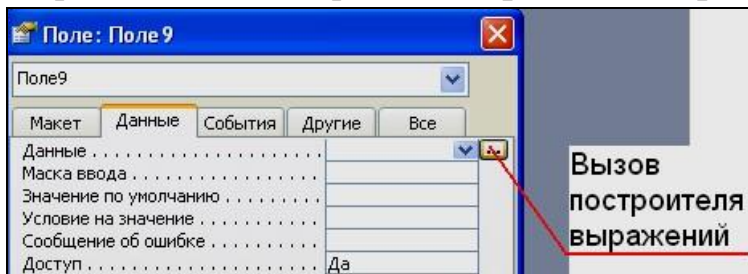 Поле: Поле9
Поле9
Макет Данные События Другие Все
Данные . . . . . . . . . . . . . . . . . . . . .
Маска ввода . . . . . . . . . . . . . . . . .
Значение по умолчанию . . . . . . . . .
Условие на значение . . . . . . . . . . .
Сообщение об ошибке . . . . . . . . . .
Доступ . . . . . . . . . . . . . . . . . . . . . Да
Вызов
построителя
выражений